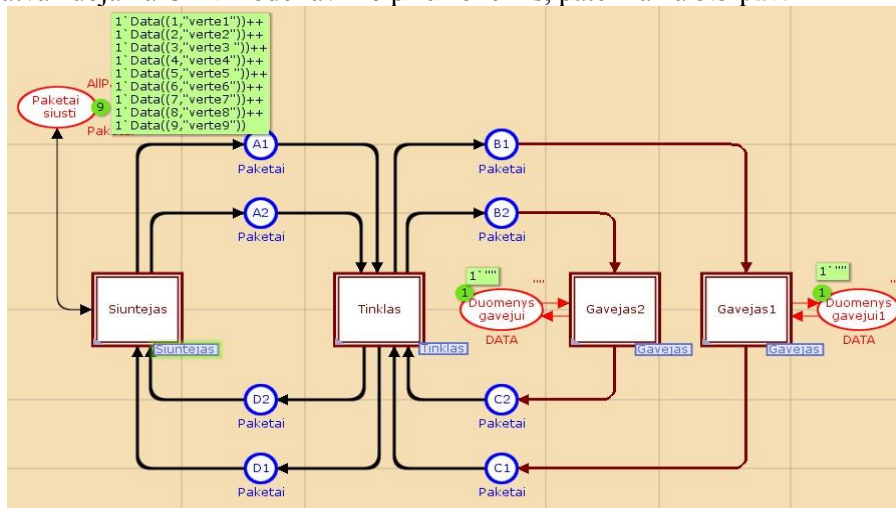 1`Data((1,"verte1"))++
1`Data((2,"verte2"))++
1`Data((3,"verte3 "))++
1`Data((4,"verte4"))++
1`Data((5,"verte5 "))++
1`Data((6,"verte6"))++
1`Data((7,"verte7"))++
1`Data((8,"verte8"))++
1`Data((9,"verte9"))
AllP
Paketai
siusti
9
Pak
A1
Paketai
B1
Paketai
A2
Paketai
B2
Paketai
1`""
""
1
Duomenys
gavejui
DATA
1`""
1
Duomenys
gavejui1
DATA
Siuntejas
Siuntejas
Tinklas
Tinklas
Gavejas2
Gavejas
Gavejas1
Gavejas
D2
Paketai
C2
Paketai
D1
Paketai
C1
Paketai